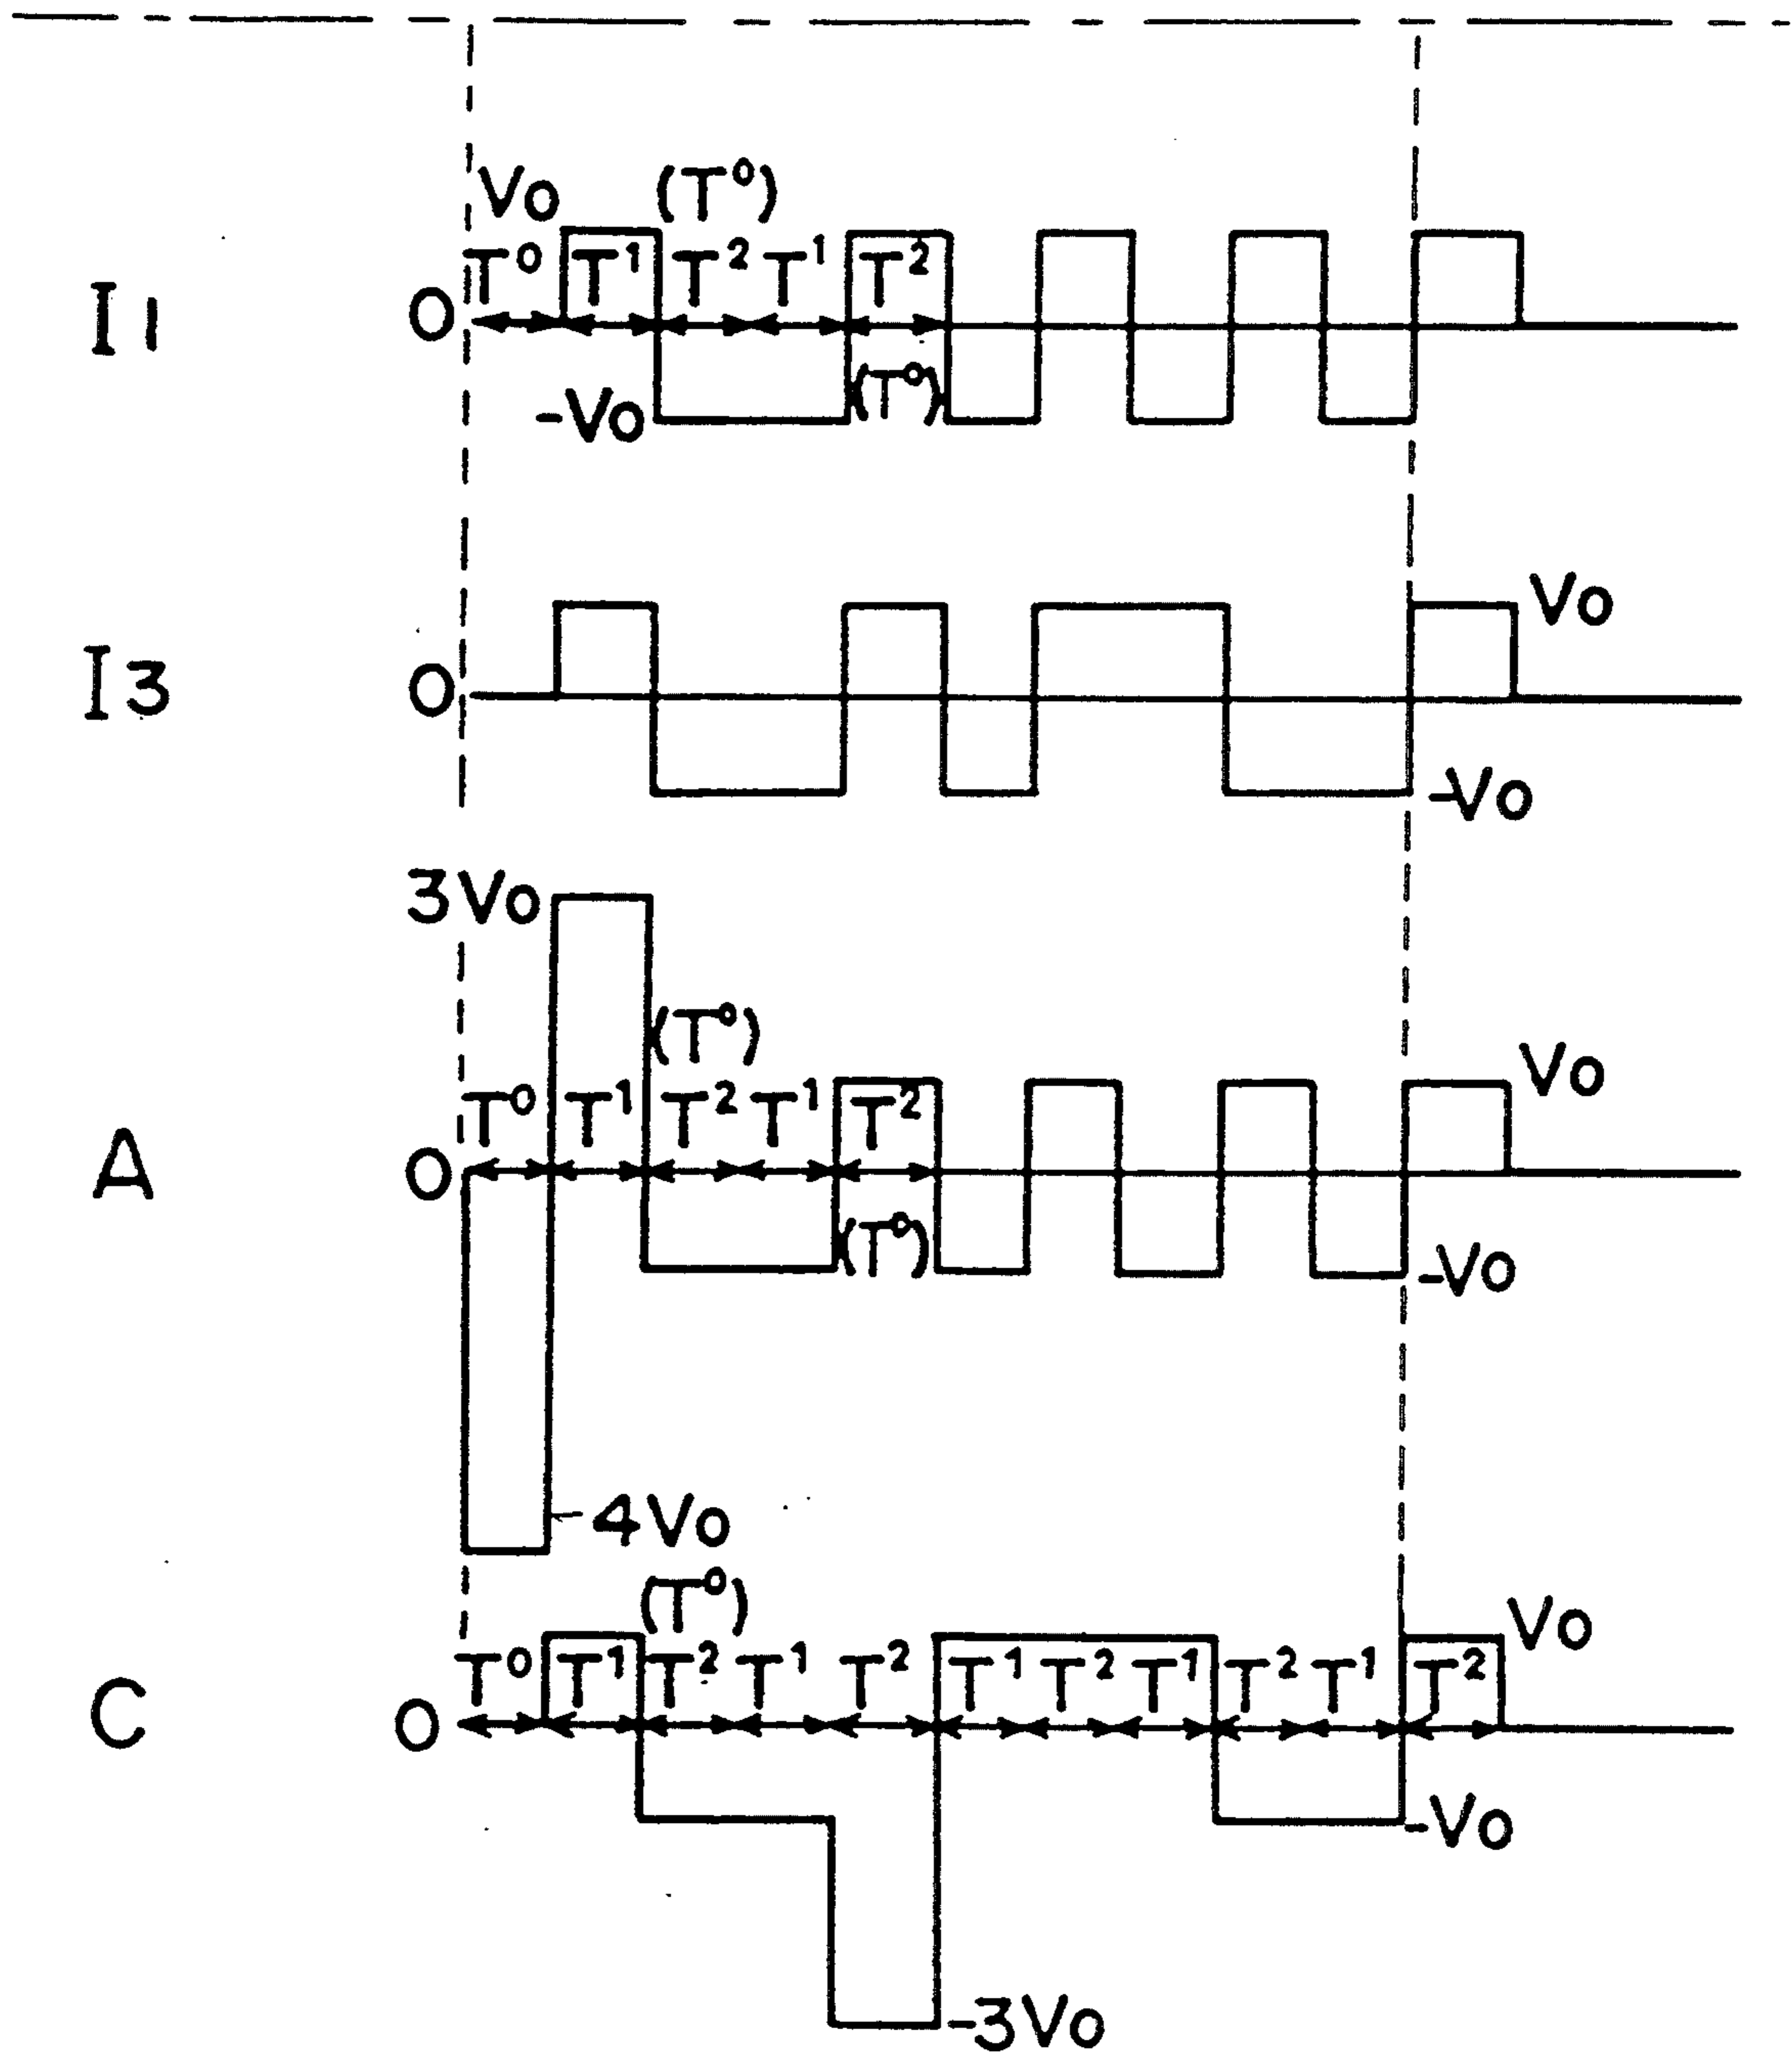 Vo (T⁰)
T⁰ T¹ T² T¹ T²
I1 O
-Vo (T⁰)
Vo
I3 O
-Vo
3Vo
(T⁰)
Vo
T⁰ T¹ T² T¹ T²
A O
(T⁰) -Vo
-4Vo
(T⁰)
Vo
T⁰ T¹ T² T¹ T² T¹ T² T¹ T² T¹ T²
C O
-Vo
-3Vo